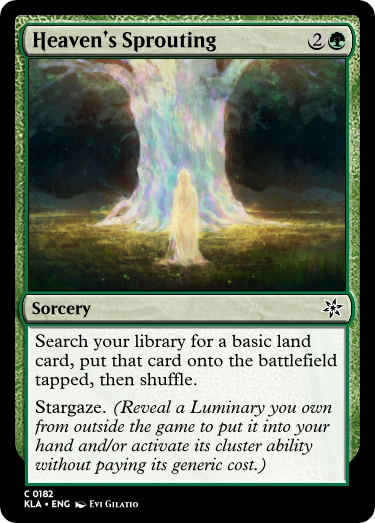 Heaven's Sprouting 2
Sorcery
Search your library for a basic land
card, put that card onto the battlefield
tapped, then shuffle.
Stargaze. (Reveal a Luminary you own
from outside the game to put it into your
hand and/or activate its cluster ability
without paying its generic cost.)
C 0182
KLA • ENG Evi Gilatio